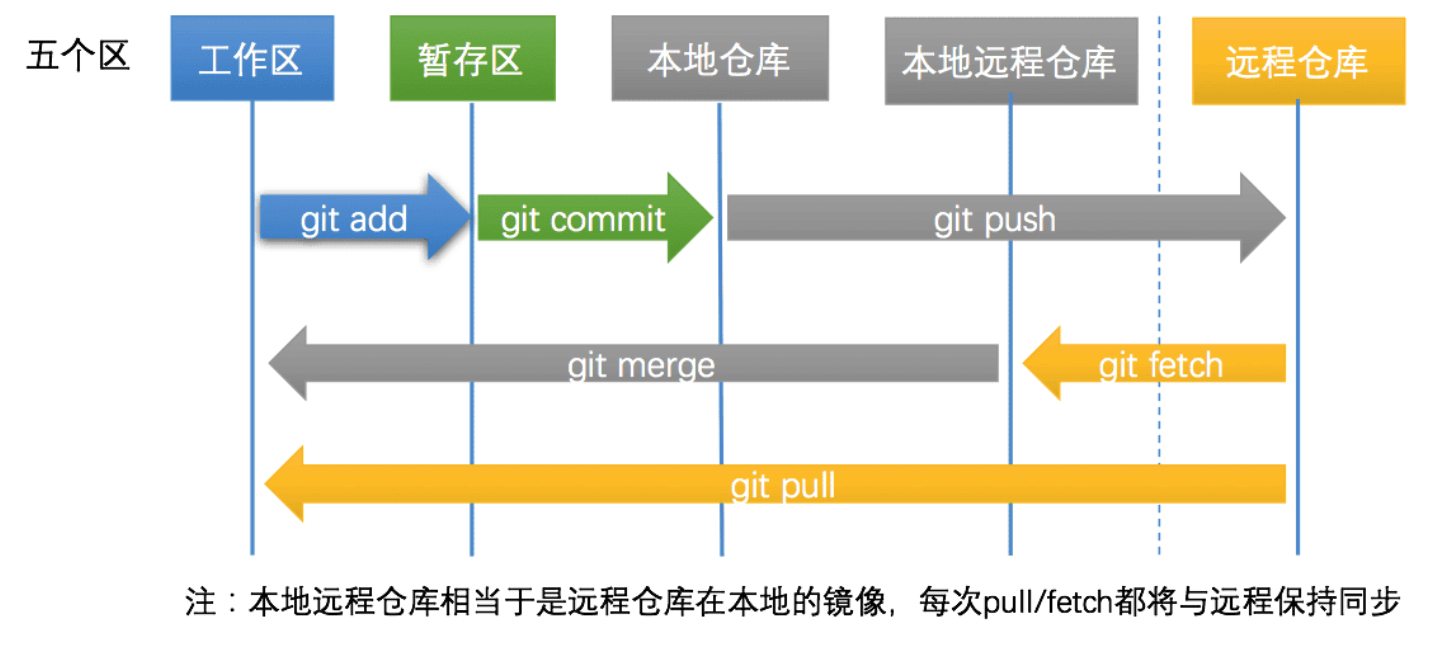 五个区 工作区 暂存区 本地仓库 本地远程仓库 远程仓库
git add git commit git push
git merge git fetch
git pull
注：本地远程仓库相当于是远程仓库在本地的镜像，每次pull/fetch都将与远程保持同步